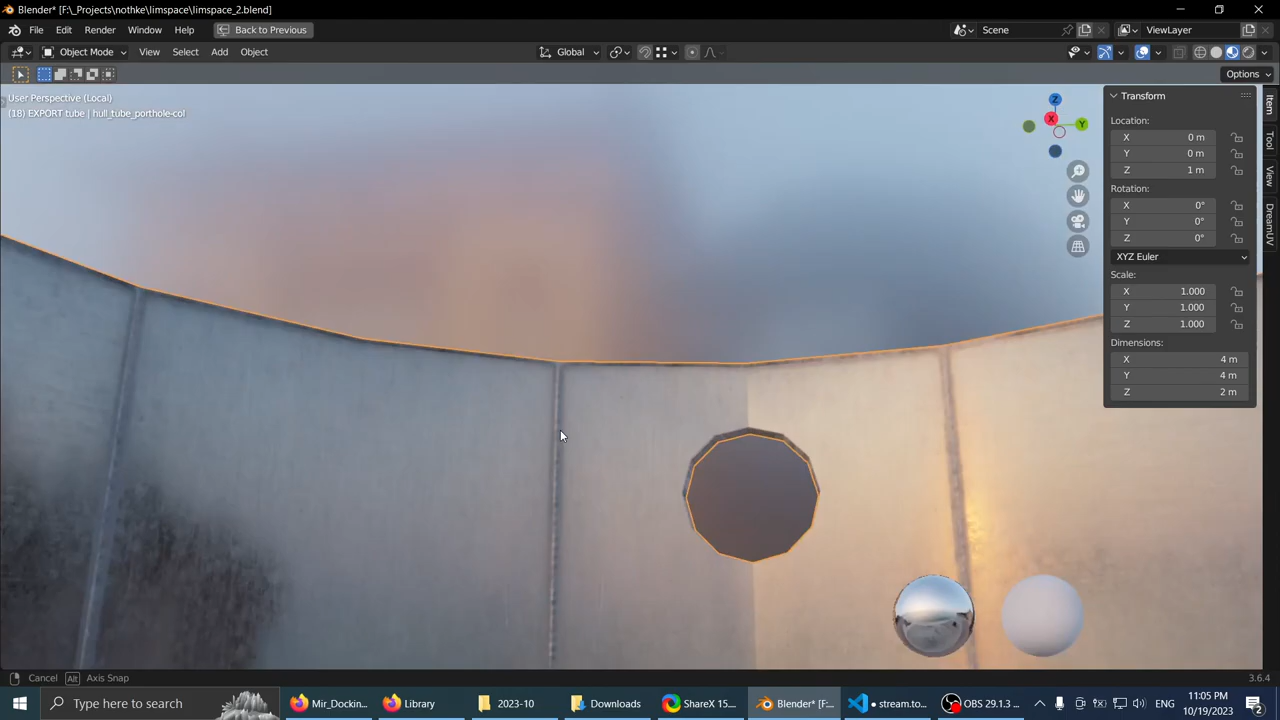 Blender* [F:\_Projects\nothke\limspace\limspace_2.blend]
File Edit Render Window Help Back to Previous Scene ViewLayer
Object Mode View Select Add Object Global
Options
User Perspective (Local)
(18) EXPORT tube | hull_tube_porthole-col
Z
X
Y
Transform
Location:
X 0 m
Y 0 m
Z 1 m
Rotation:
X 0°
Y 0°
Z 0°
XYZ Euler
Scale:
X 1.000
Y 1.000
Z 1.000
Dimensions:
X 4 m
Y 4 m
Z 2 m
Item
Tool
View
DreamUV
Cancel Alt Axis Snap 3.6.4
Type here to search Mir_Dockin... Library 2023-10 Downloads ShareX 15.... Blender* [F:... stream.to... OBS 29.1.3 ... ENG 11:05 PM 10/19/2023 2